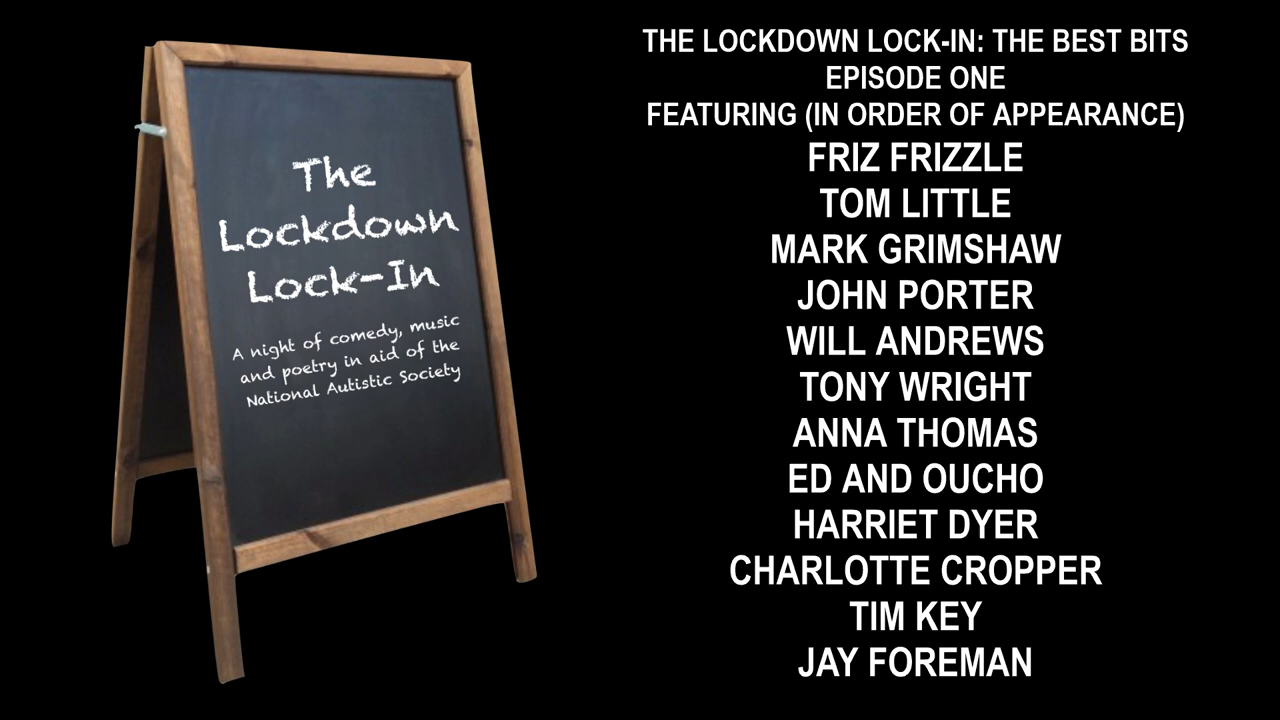 The
Lockdown
Lock-In
A night of comedy, music
and poetry in aid of the
National Autistic Society
THE LOCKDOWN LOCK-IN: THE BEST BITS
EPISODE ONE
FEATURING (IN ORDER OF APPEARANCE)
FRIZ FRIZZLE
TOM LITTLE
MARK GRIMSHAW
JOHN PORTER
WILL ANDREWS
TONY WRIGHT
ANNA THOMAS
ED AND OUCHO
HARRIET DYER
CHARLOTTE CROPPER
TIM KEY
JAY FOREMAN